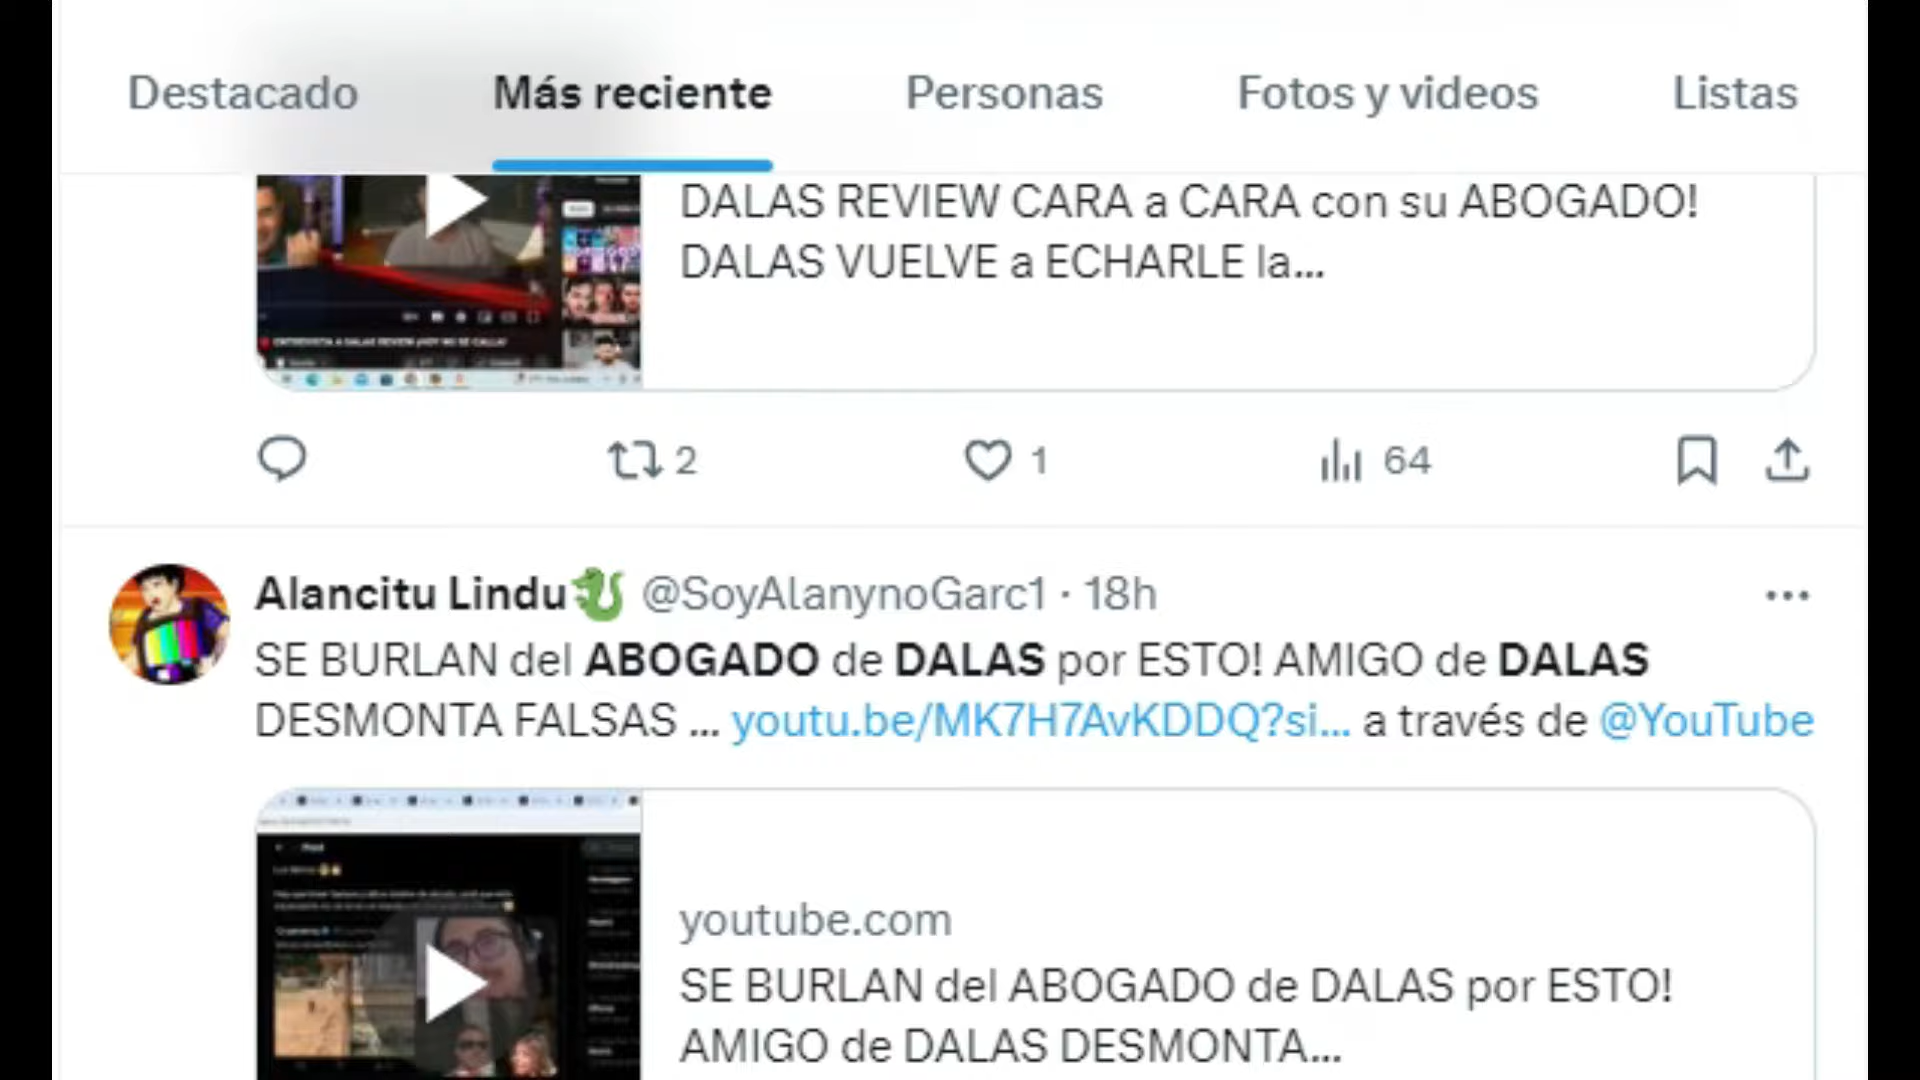 Destacado
Más reciente
Personas
Fotos y videos
Listas
DALAS REVIEW CARA a CARA con su ABOGADO!
DALAS VUELVE a ECHARLE la...
2
1
64
Alancitu Lindu🐉 @SoyAlanynoGarc1 · 18h
SE BURLAN del ABOGADO de DALAS por ESTO! AMIGO de DALAS
DESMONTA FALSAS ... youtu.be/MK7H7AvKDDQ?si... a través de @YouTube
youtube.com
SE BURLAN del ABOGADO de DALAS por ESTO!
AMIGO de DALAS DESMONTA...